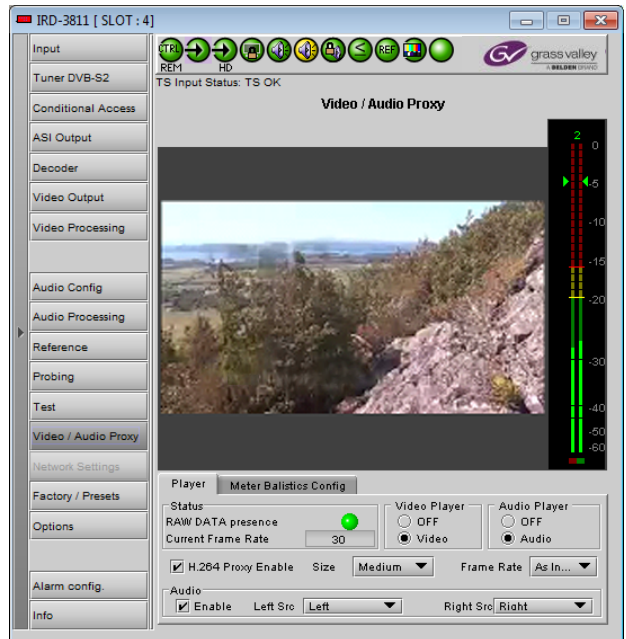 IRD-3811 [ SLOT : 4]
Input
Tuner DVB-S2
Conditional Access
ASI Output
Decoder
Video Output
Video Processing
Audio Config
Audio Processing
Reference
Probing
Test
Video / Audio Proxy
Network Settings
Factory / Presets
Options
Alarm config.
Info
CTRL
REF
REM
HD
GV
grass valley
A BELDEN BRAND
TS Input Status: TS OK
Video / Audio Proxy
2
0
-5
-10
-15
-20
-30
-40
-50
-60
Player
Meter Balistics Config
Status
RAW DATA presence
Current Frame Rate
30
Video Player
OFF
Video
Audio Player
OFF
Audio
H.264 Proxy Enable
Size
Medium
Frame Rate
As In...
Audio
Enable
Left Src
Left
Right Src
Right